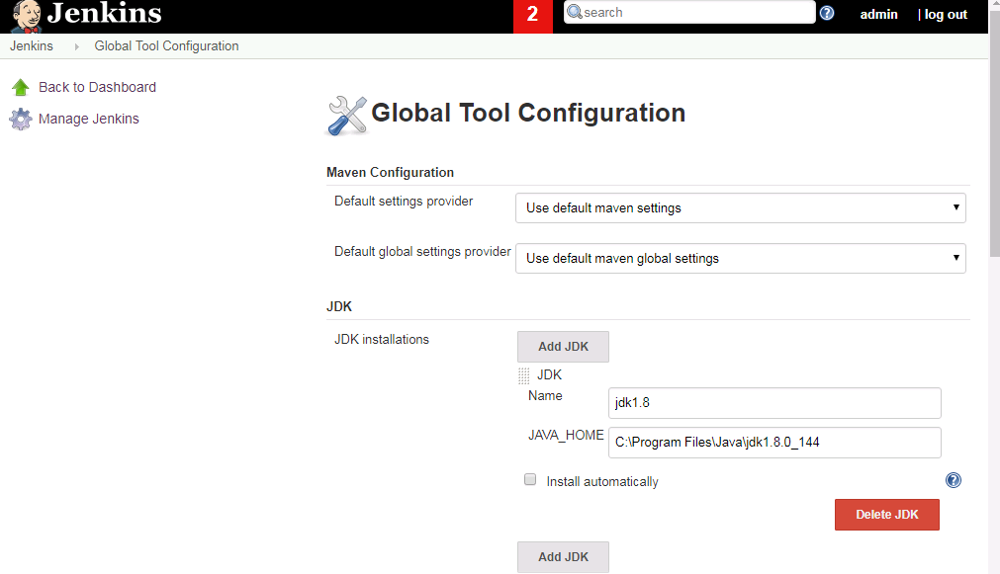 Jenkins
2
search
?
admin
| log out
Jenkins
Global Tool Configuration
Back to Dashboard
Manage Jenkins
Global Tool Configuration
Maven Configuration
Default settings provider
Use default maven settings
Default global settings provider
Use default maven global settings
JDK
JDK installations
Add JDK
JDK
Name
jdk1.8
JAVA_HOME
C:\Program Files\Java\jdk1.8.0_144
Install automatically
?
Delete JDK
Add JDK